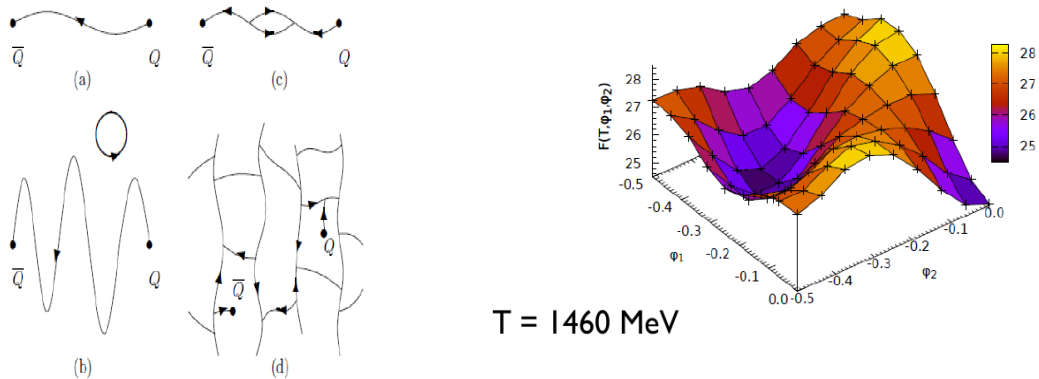 Q̅ Q
(a)
Q̅ Q
(c)
Q̅ Q
(b)
Q
Q̅
(d)
F(T,φ₁,φ₂)
28
27
26
25
-0.5
-0.4
-0.3
-0.2
-0.1
0.0
φ₁
-0.5
-0.4
-0.3
-0.2
-0.1
0.0
φ₂
28
27
26
25
T = 1460 MeV